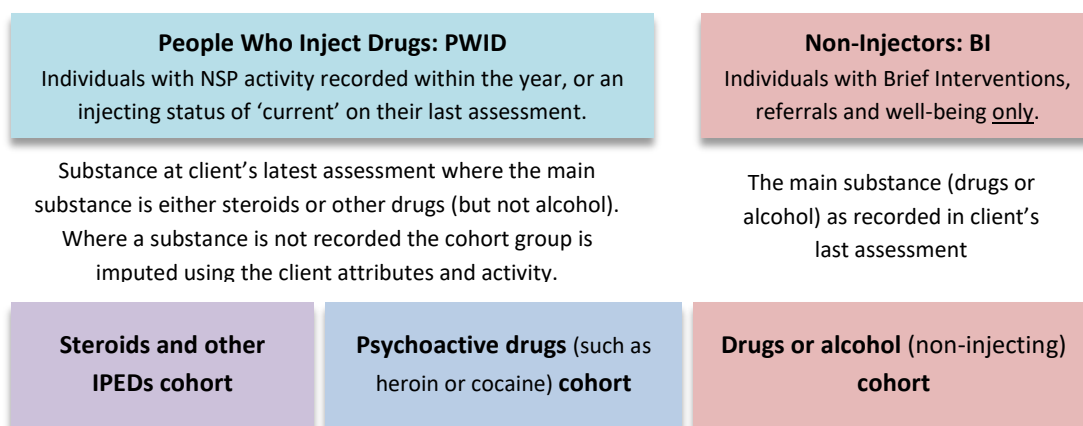 People Who Inject Drugs: PWID
Individuals with NSP activity recorded within the year, or an
injecting status of ‘current’ on their last assessment.
Non-Injectors: BI
Individuals with Brief Interventions,
referrals and well-being only.
Substance at client’s latest assessment where the main
substance is either steroids or other drugs (but not alcohol).
Where a substance is not recorded the cohort group is
imputed using the client attributes and activity.
The main substance (drugs or
alcohol) as recorded in client’s
last assessment
Steroids and other
IPEDs cohort
Psychoactive drugs (such as
heroin or cocaine) cohort
Drugs or alcohol (non-injecting)
cohort